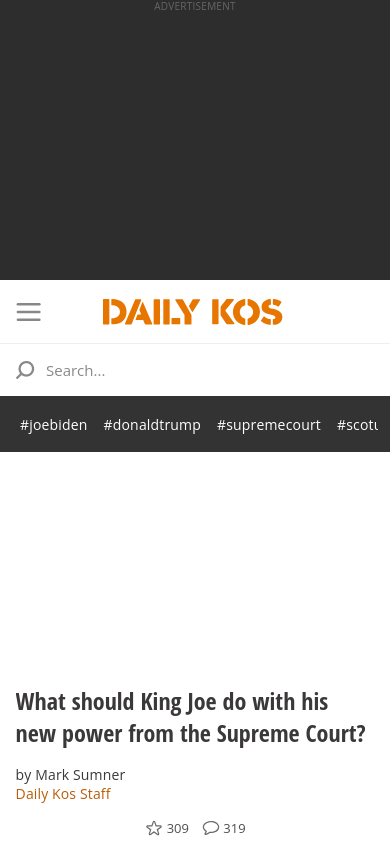 ADVERTISEMENT
DAILY KOS
Search...
#joebiden #donaldtrump #supremecourt
What should King Joe do with his
new power from the Supreme Court?
by Mark Sumner
Daily Kos Staff
309 319